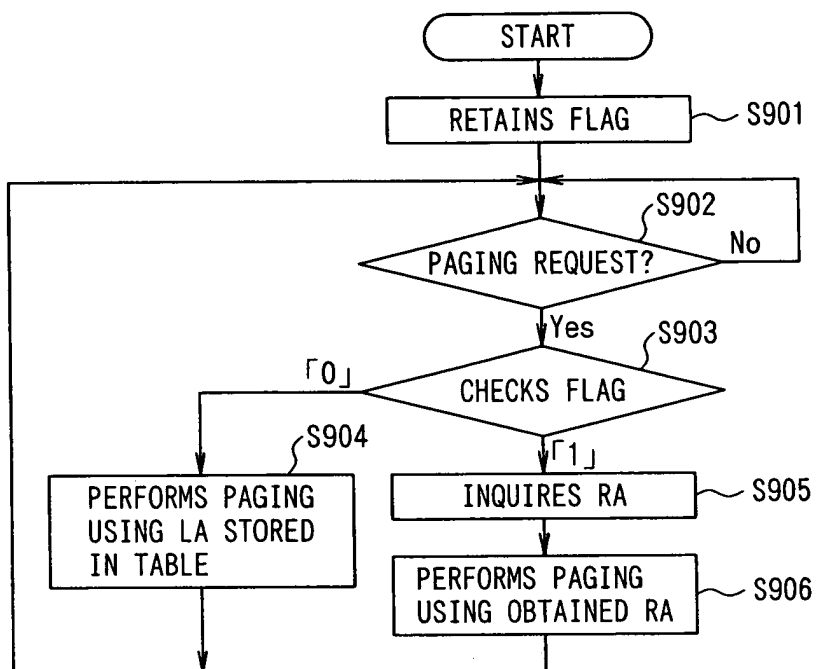 START
RETAINS FLAG
S901
S902
PAGING REQUEST?
No
Yes
S903
CHECKS FLAG
「0」
「1」
S904
PERFORMS PAGING
USING LA STORED
IN TABLE
INQUIRES RA
S905
PERFORMS PAGING
USING OBTAINED RA
S906